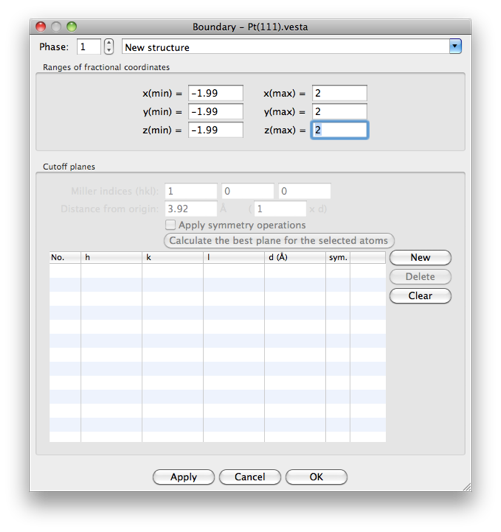 Boundary - Pt(111).vesta
Phase: 1 New structure
Ranges of fractional coordinates
x(min) = -1.99 x(max) = 2
y(min) = -1.99 y(max) = 2
z(min) = -1.99 z(max) = 2
Cutoff planes
Miller indices (hkl): 1 0 0
Distance from origin: 3.92 Å ( 1 x d)
Apply symmetry operations
Calculate the best plane for the selected atoms
No. h k l d (Å) sym.
New
Delete
Clear
Apply Cancel OK